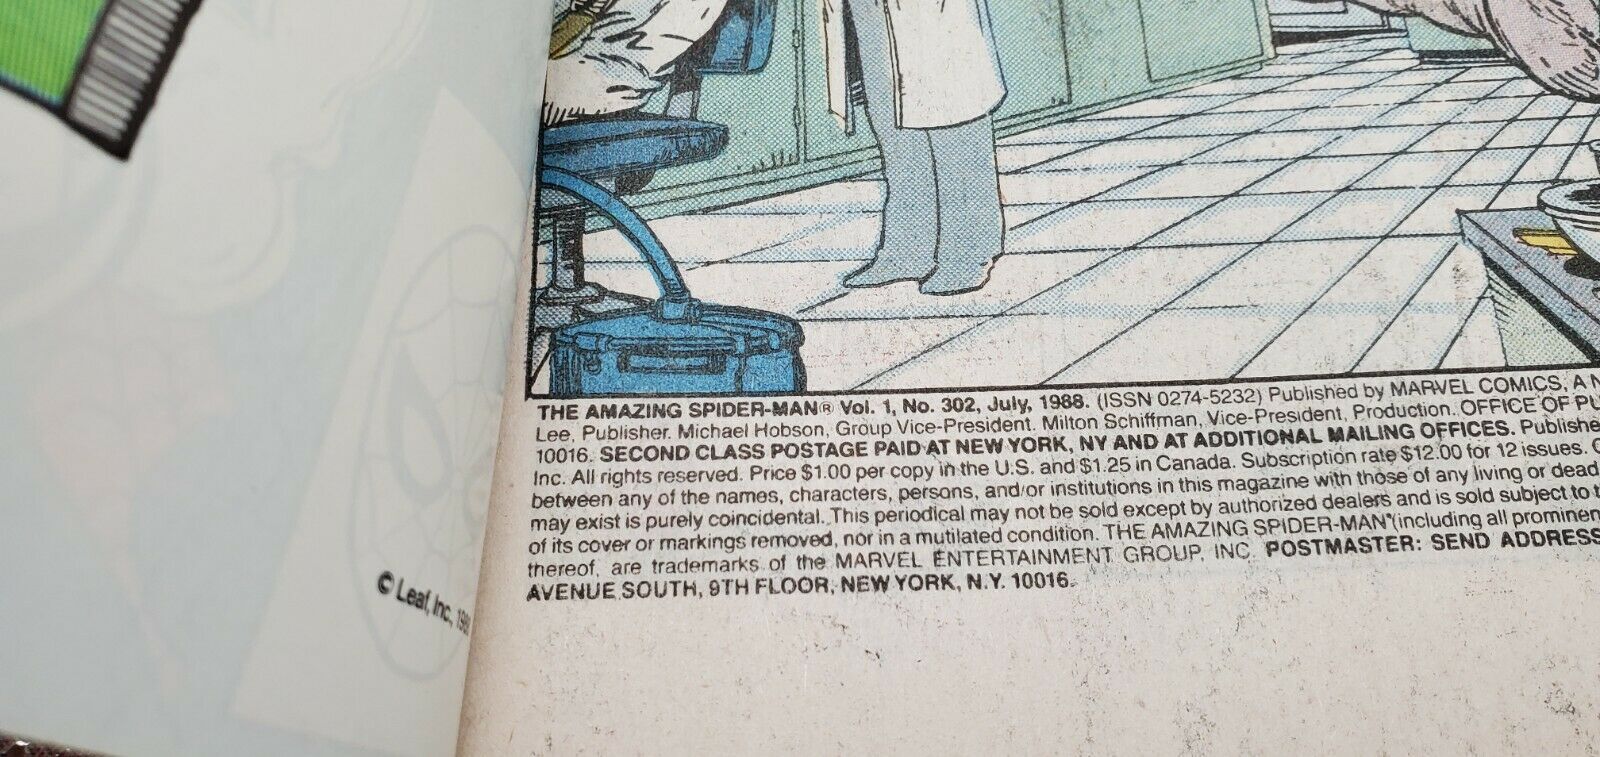 THE AMAZING SPIDER-MAN® Vol. 1, No. 302, July, 1988. (ISSN 0274-5232) Published by MARVEL COMICS, A N
Lee, Publisher. Michael Hobson, Group Vice-President. Milton Schiffman, Vice-President, Production. OFFICE OF PU
10016. SECOND CLASS POSTAGE PAID AT NEW YORK, NY AND AT ADDITIONAL MAILING OFFICES. Publishe
Inc. All rights reserved. Price $1.00 per copy in the U.S. and $1.25 in Canada. Subscription rate $12.00 for 12 issues.
between any of the names, characters, persons, and/or institutions in this magazine with those of any living or dead
may exist is purely coincidental. This periodical may not be sold except by authorized dealers and is sold subject to t
of its cover or markings removed, nor in a mutilated condition. THE AMAZING SPIDER-MAN (including all prominen
thereof, are trademarks of the MARVEL ENTERTAINMENT GROUP, INC. POSTMASTER: SEND ADDRESS
AVENUE SOUTH, 9TH FLOOR, NEW YORK, N.Y. 10016.
© Leaf, Inc,